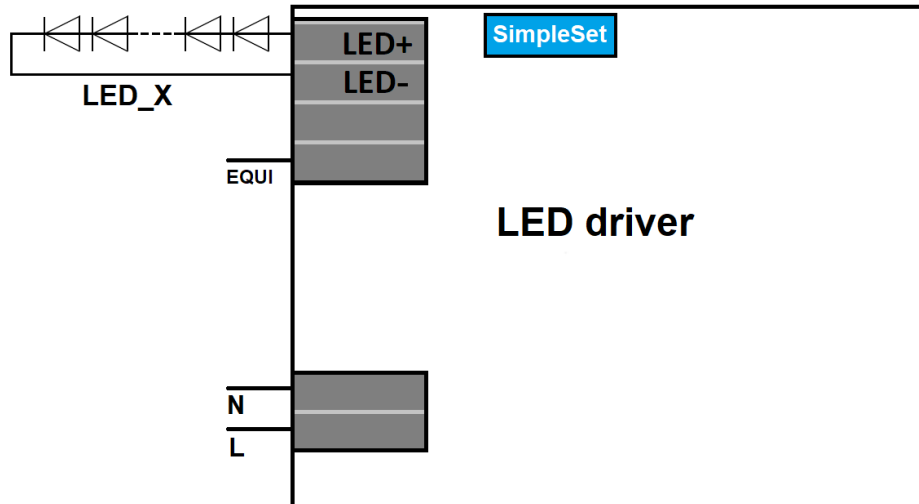 SimpleSet
LED+
LED-
LED_X
EQUI
LED driver
N
L